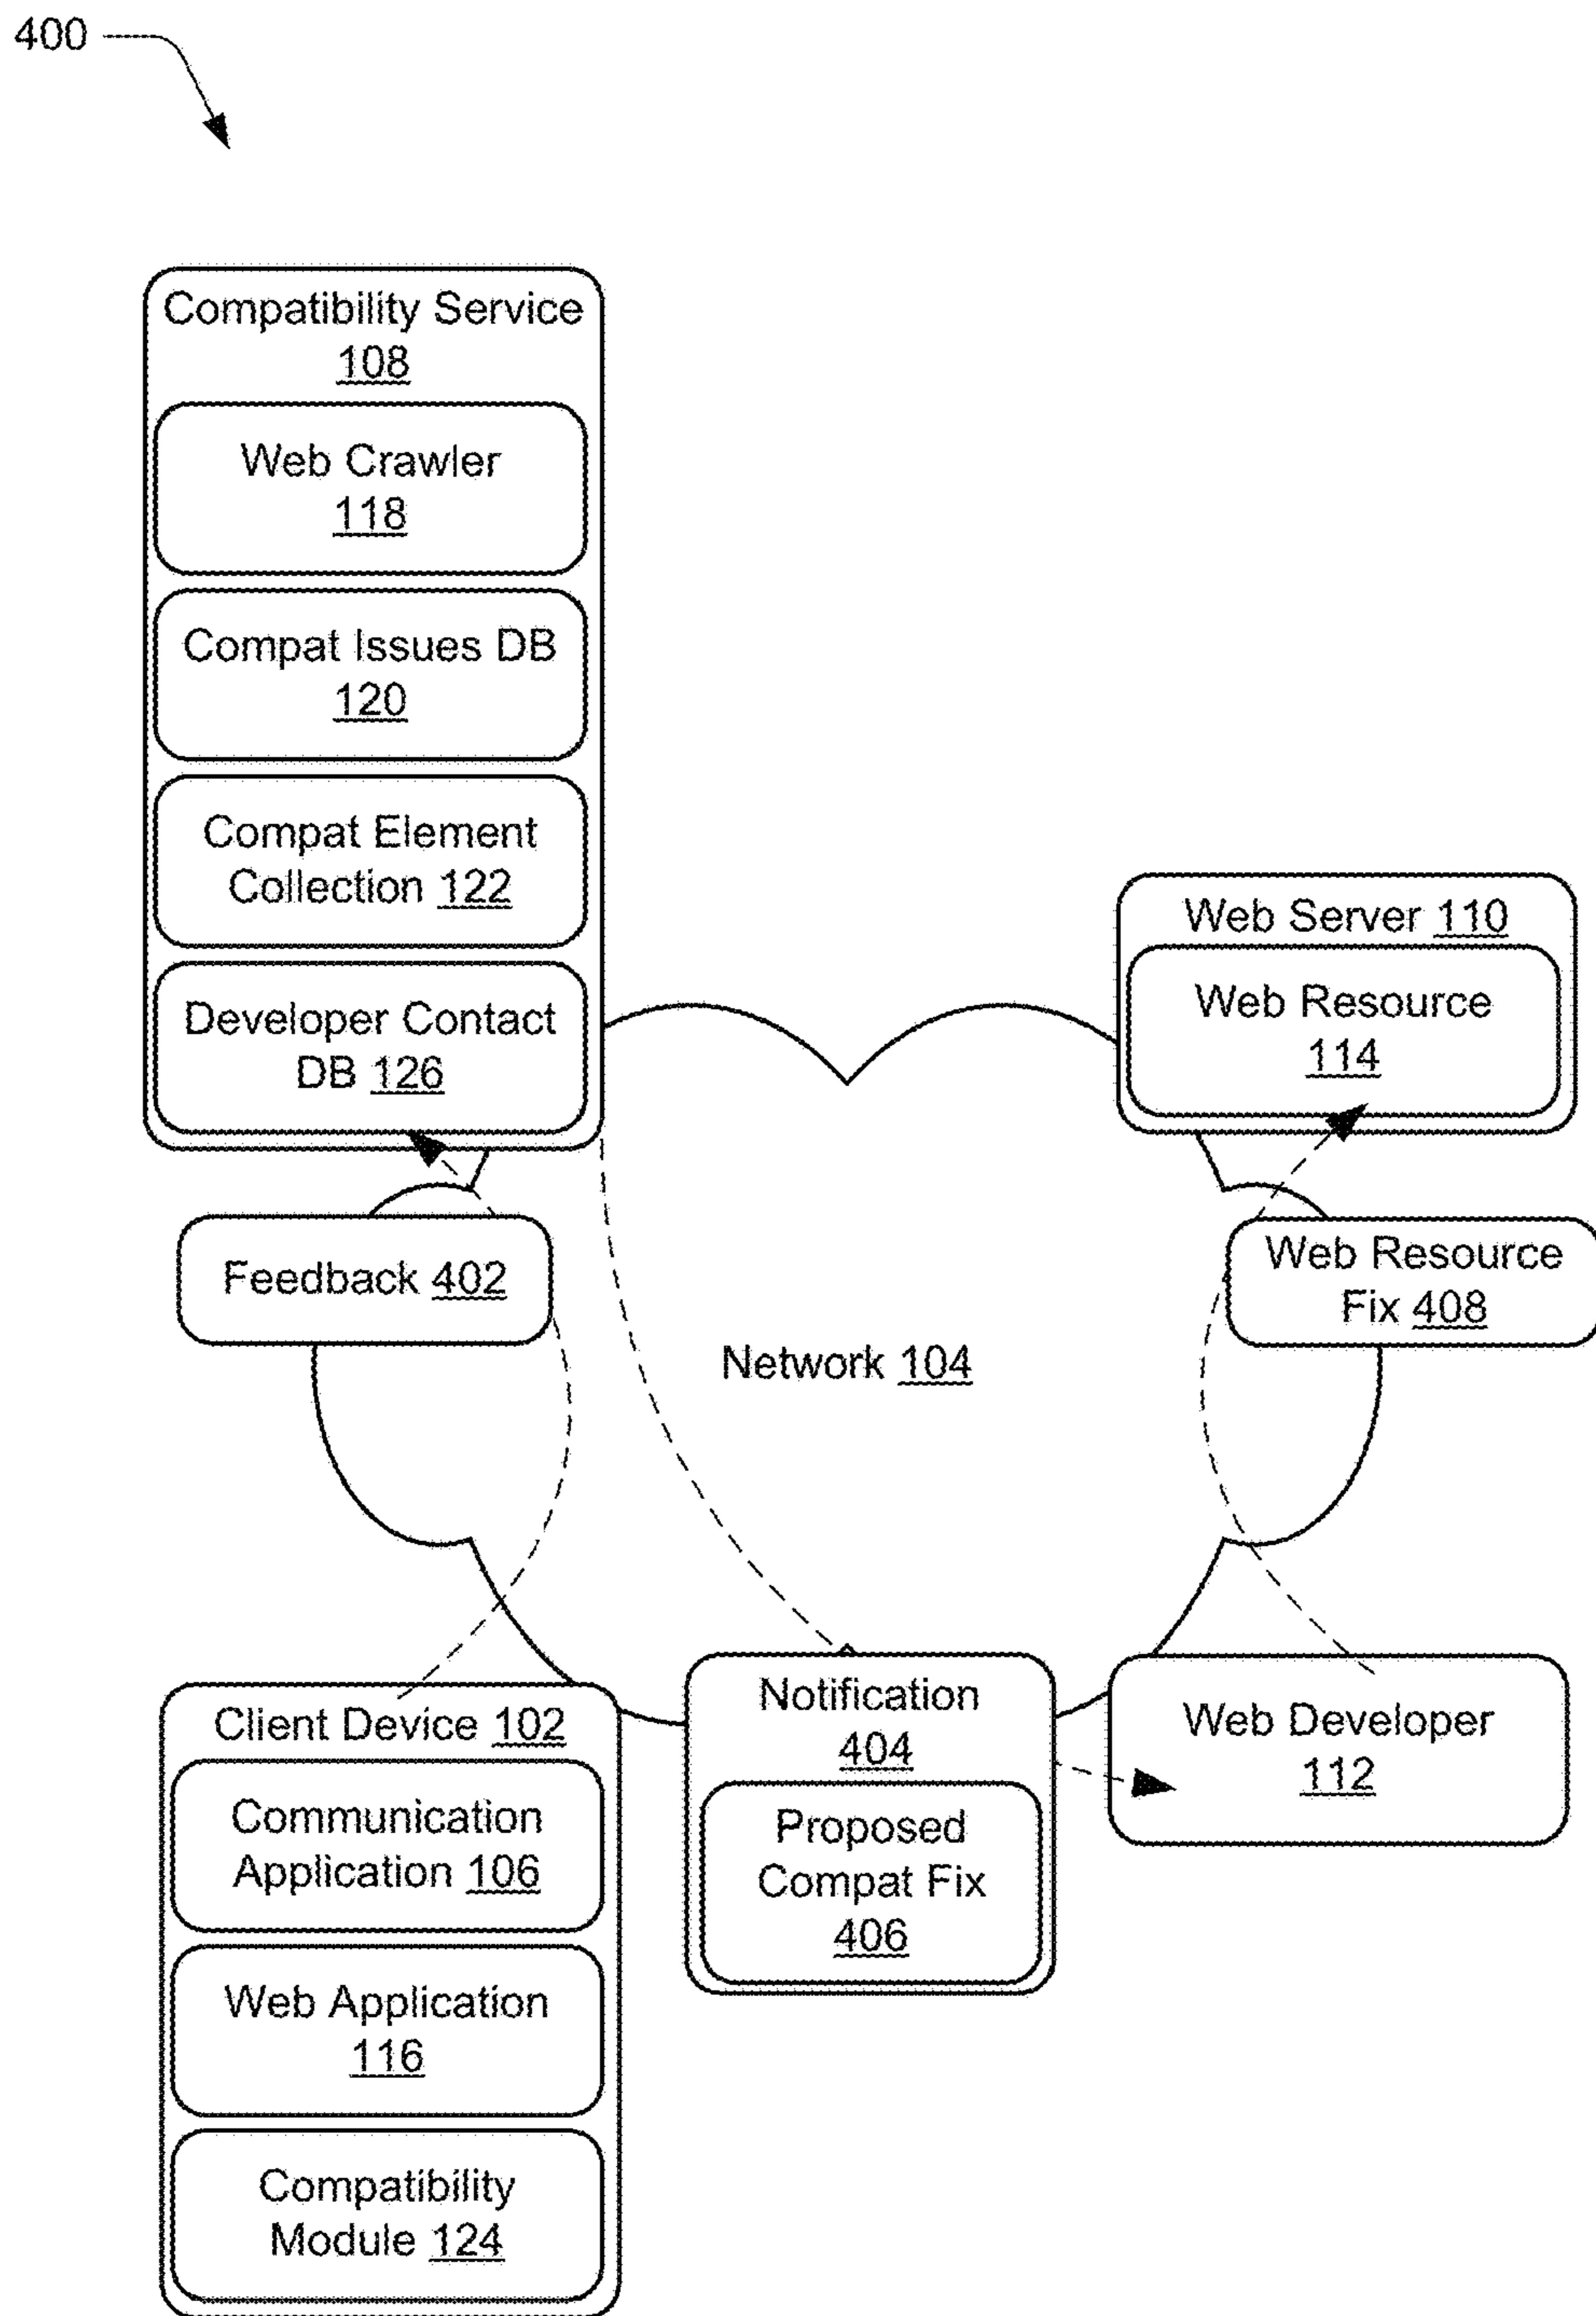 400
Compatibility Service
108
Web Crawler
118
Compat Issues DB
120
Compat Element
Collection 122
Developer Contact
DB 126
Web Server 110
Web Resource
114
Feedback 402
Web Resource
Fix 408
Network 104
Client Device 102
Communication
Application 106
Web Application
116
Compatibility
Module 124
Notification
404
Proposed
Compat Fix
406
Web Developer
112